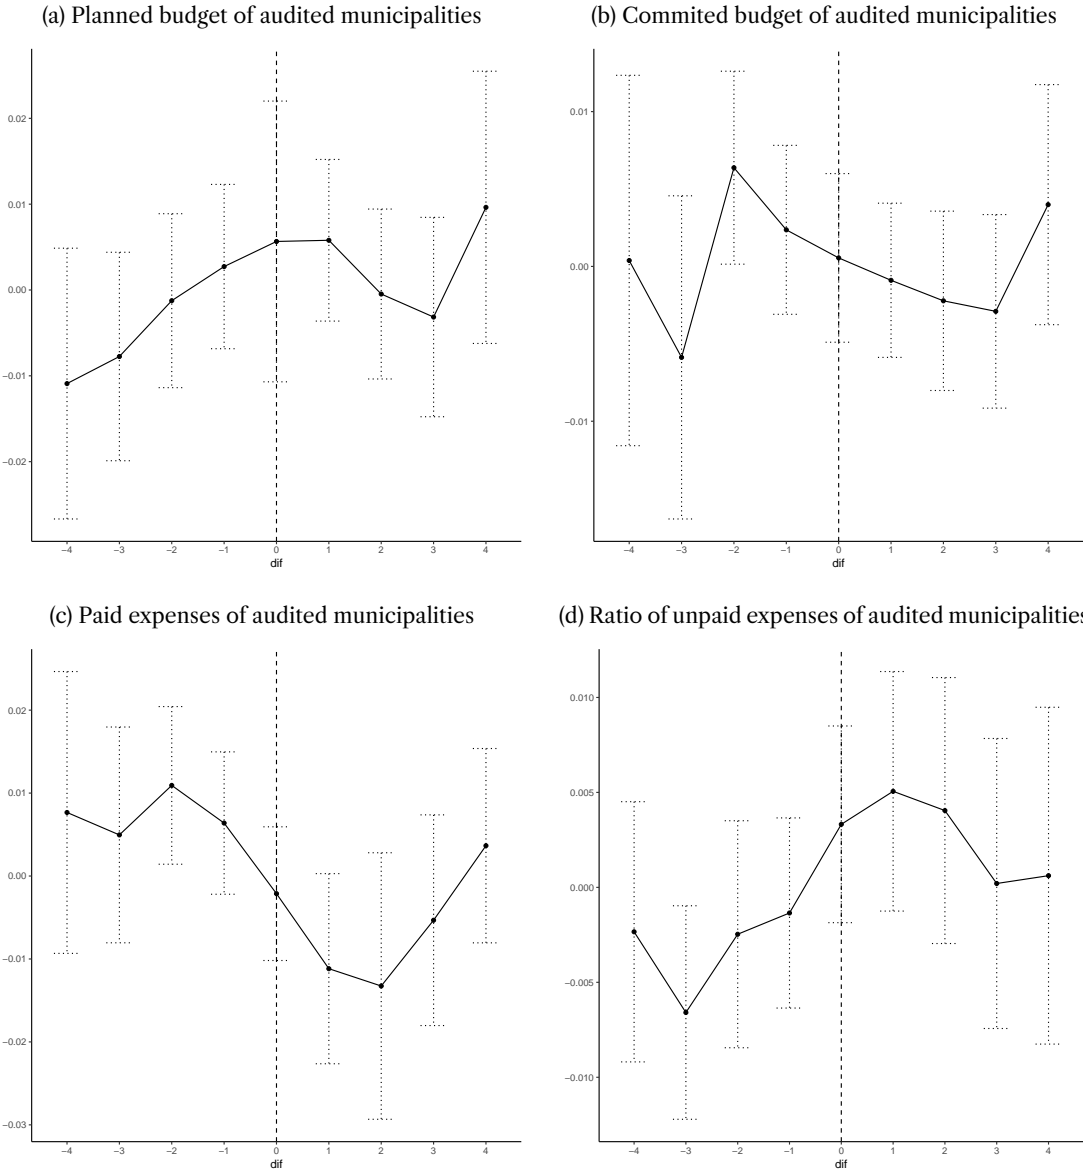 (a) Planned budget of audited municipalities
0.02
0.01
0.00
−0.01
−0.02
−4 −3 −2 −1 0 1 2 3 4
dif
(b) Commited budget of audited municipalities
0.01
0.00
−0.01
−4 −3 −2 −1 0 1 2 3 4
dif
(c) Paid expenses of audited municipalities
0.02
0.01
0.00
−0.01
−0.02
−0.03
−4 −3 −2 −1 0 1 2 3 4
dif
(d) Ratio of unpaid expenses of audited municipalities
0.010
0.005
0.000
−0.005
−0.010
−4 −3 −2 −1 0 1 2 3 4
dif